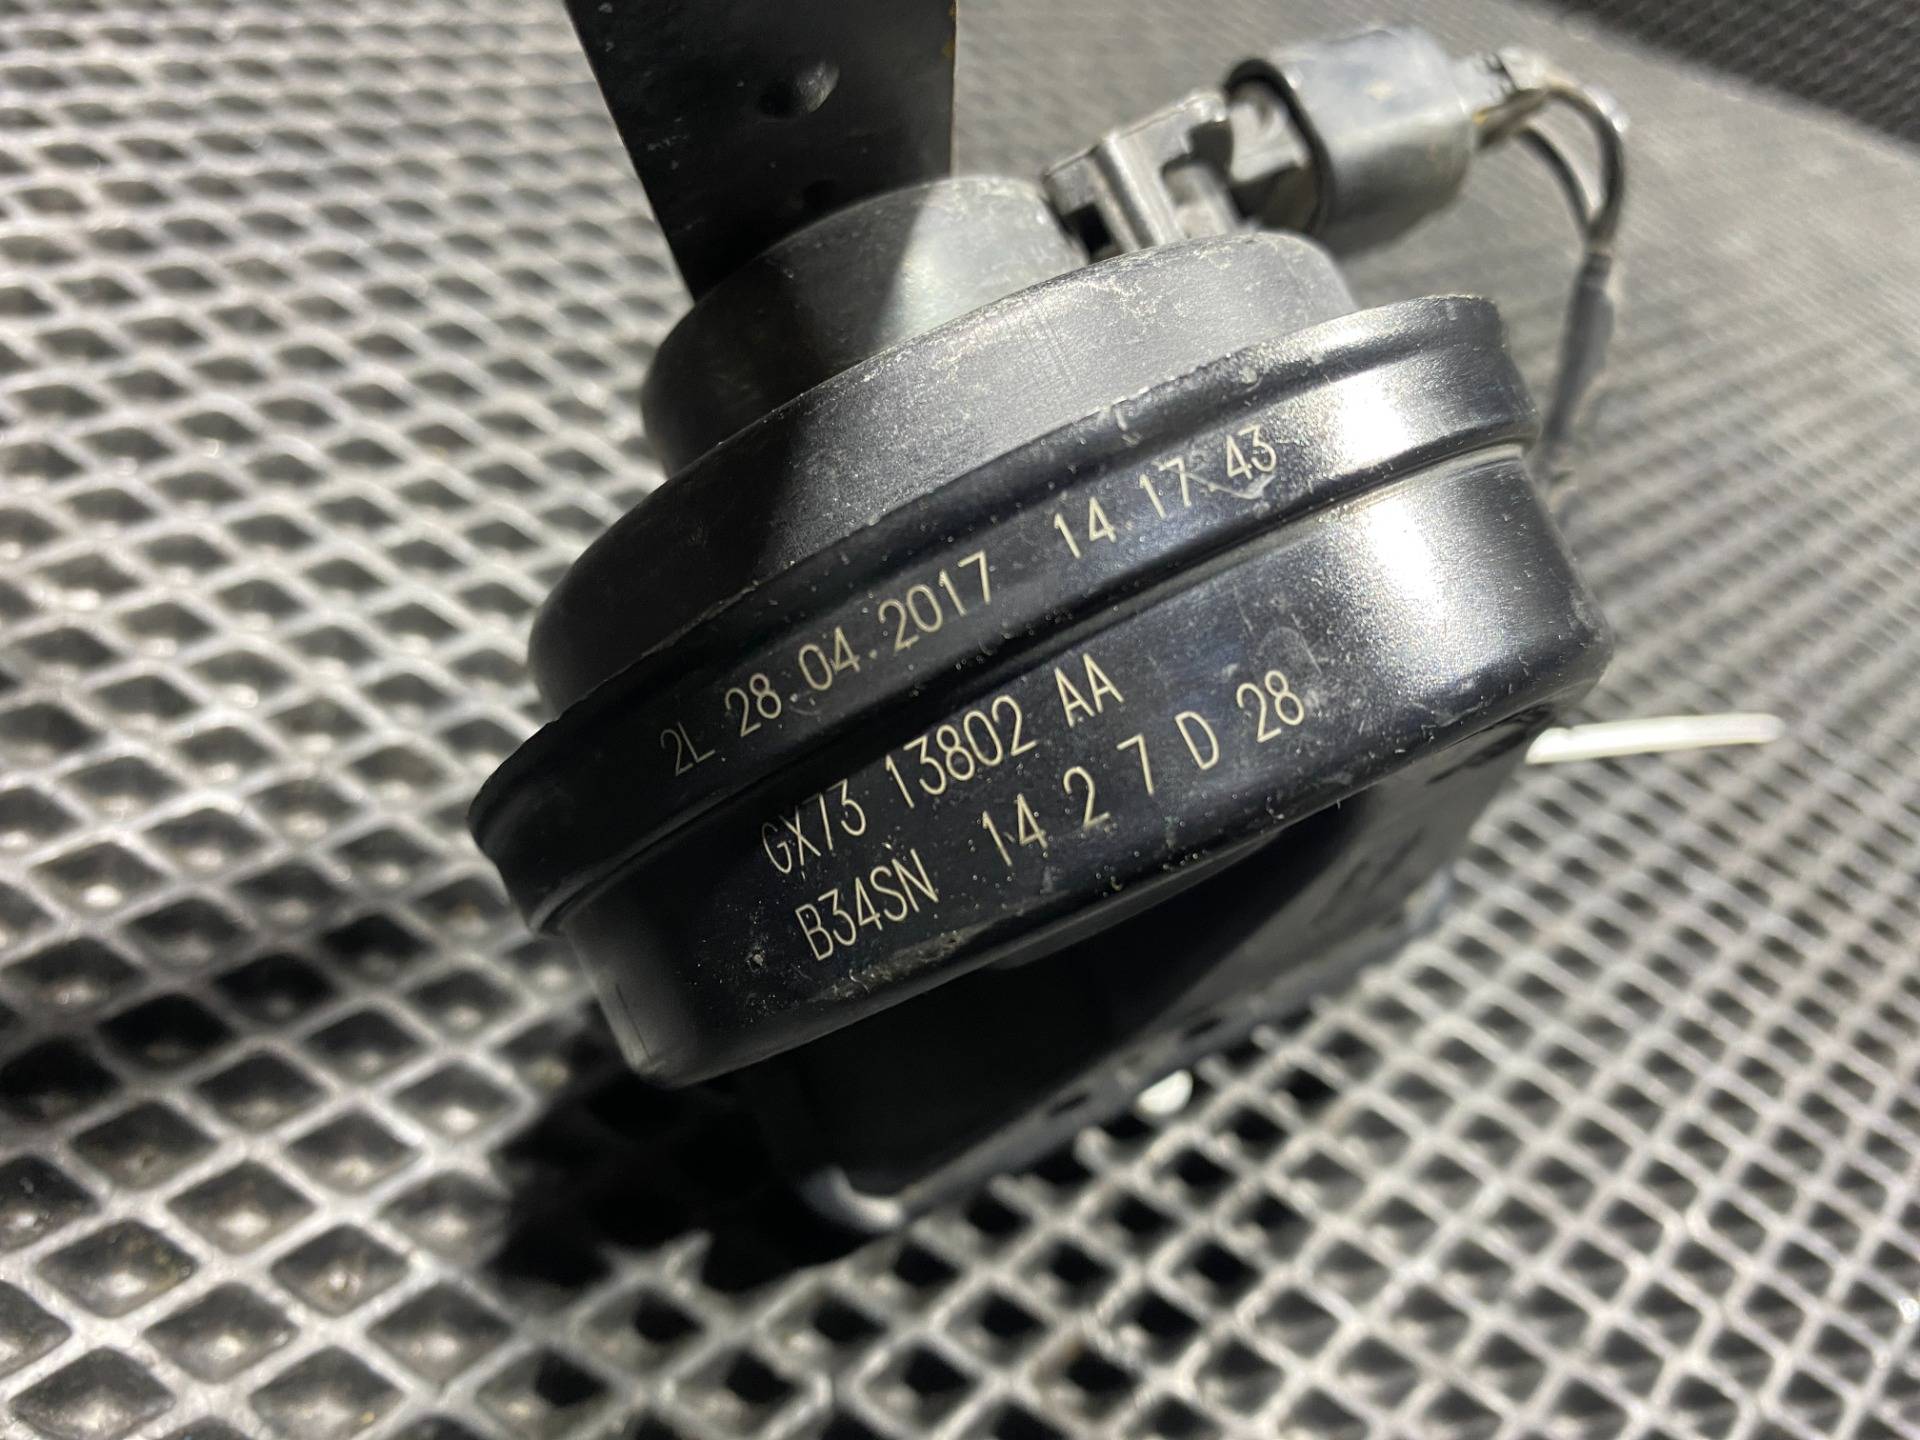 2L 28.04.2017 14.17.43
GX73 13802 AA
B34SN 14 2 7 D 28